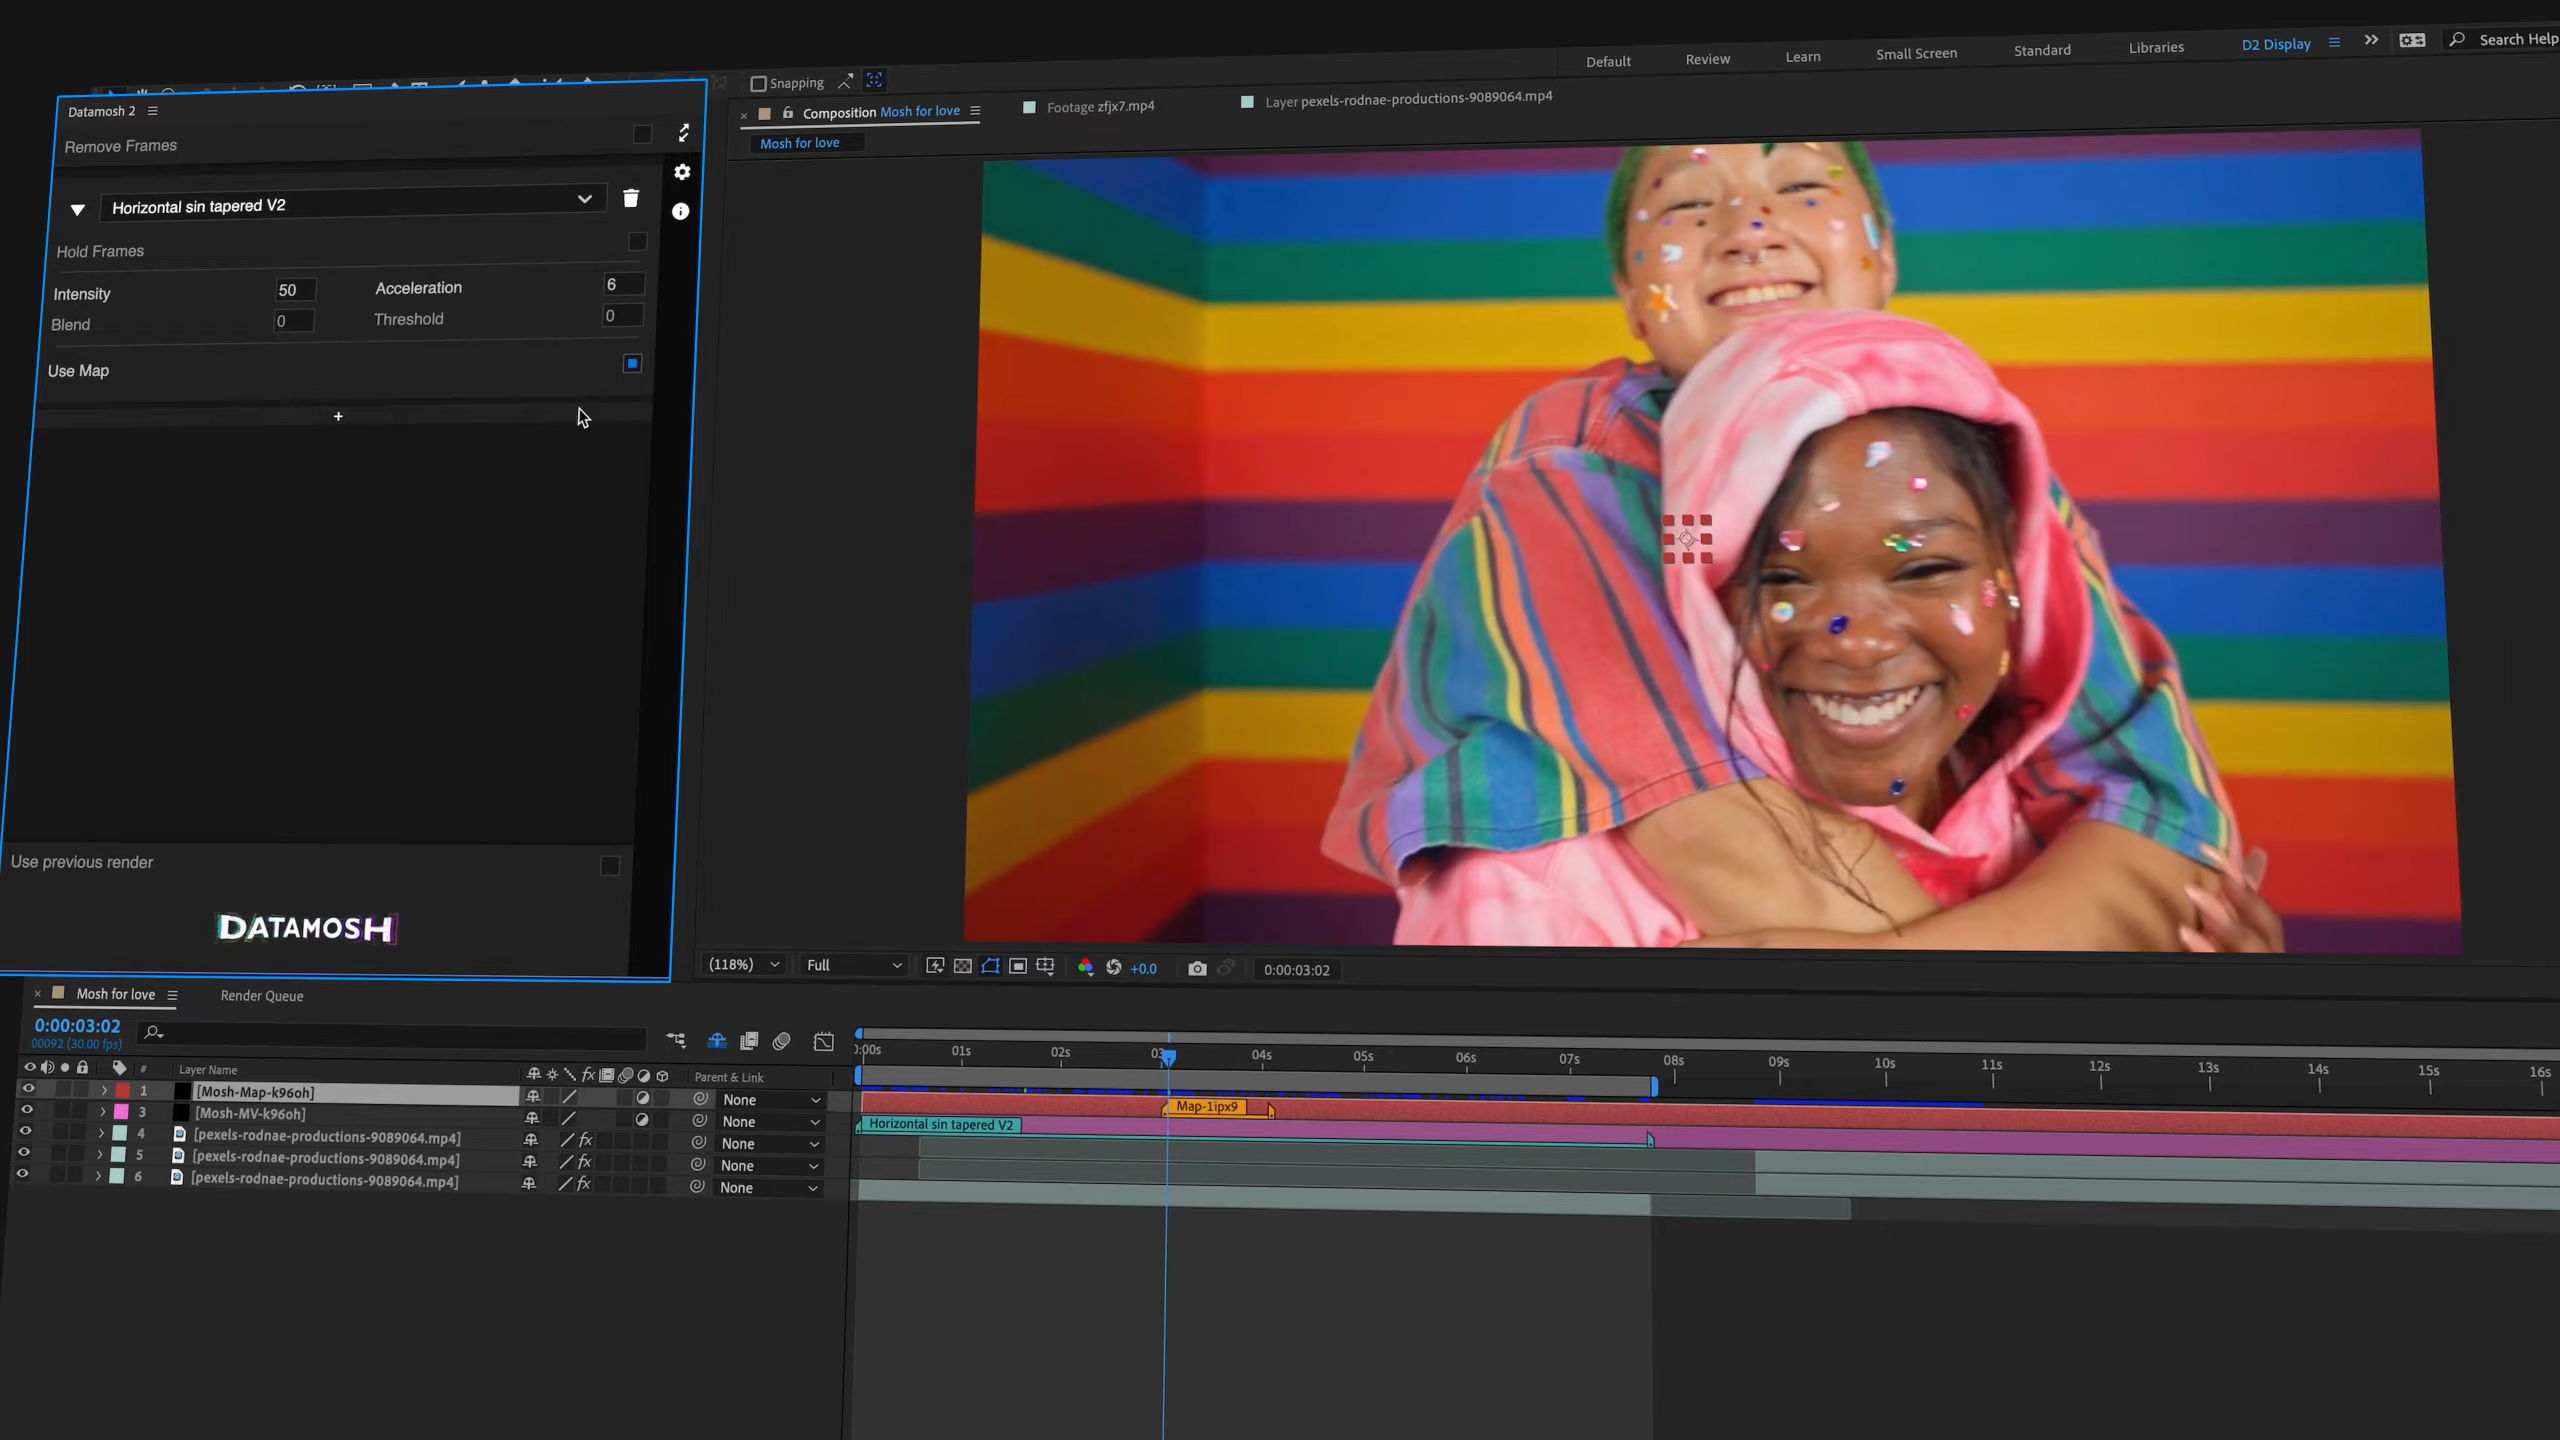 Default
Review
Learn
Small Screen
Standard
Libraries
D2 Display
Search Help
Snapping
Datamosh 2
Composition Mosh for love
Footage zfjx7.mp4
Layer pexels-rodnae-productions-9089064.mp4
Mosh for love
Remove Frames
Horizontal sin tapered V2
Hold Frames
Intensity 50 Acceleration 6
Blend 0 Threshold 0
Use Map
+
Use previous render
DATAMOSH
(118%)
Full
+0.0
0:00:03:02
Mosh for love
Render Queue
0:00:03:02
00092 (30.00 fps)
0:00s 01s 02s 03 04s 05s 06s 07s 08s 09s 10s 11s 12s 13s 14s 15s 16s
# Layer Name fx Parent & Link
1 [Mosh-Map-k96oh] None
3 [Mosh-MV-k96oh] None
4 [pexels-rodnae-productions-9089064.mp4] fx None
5 [pexels-rodnae-productions-9089064.mp4] fx None
6 [pexels-rodnae-productions-9089064.mp4] fx None
Map-1ipx9
Horizontal sin tapered V2